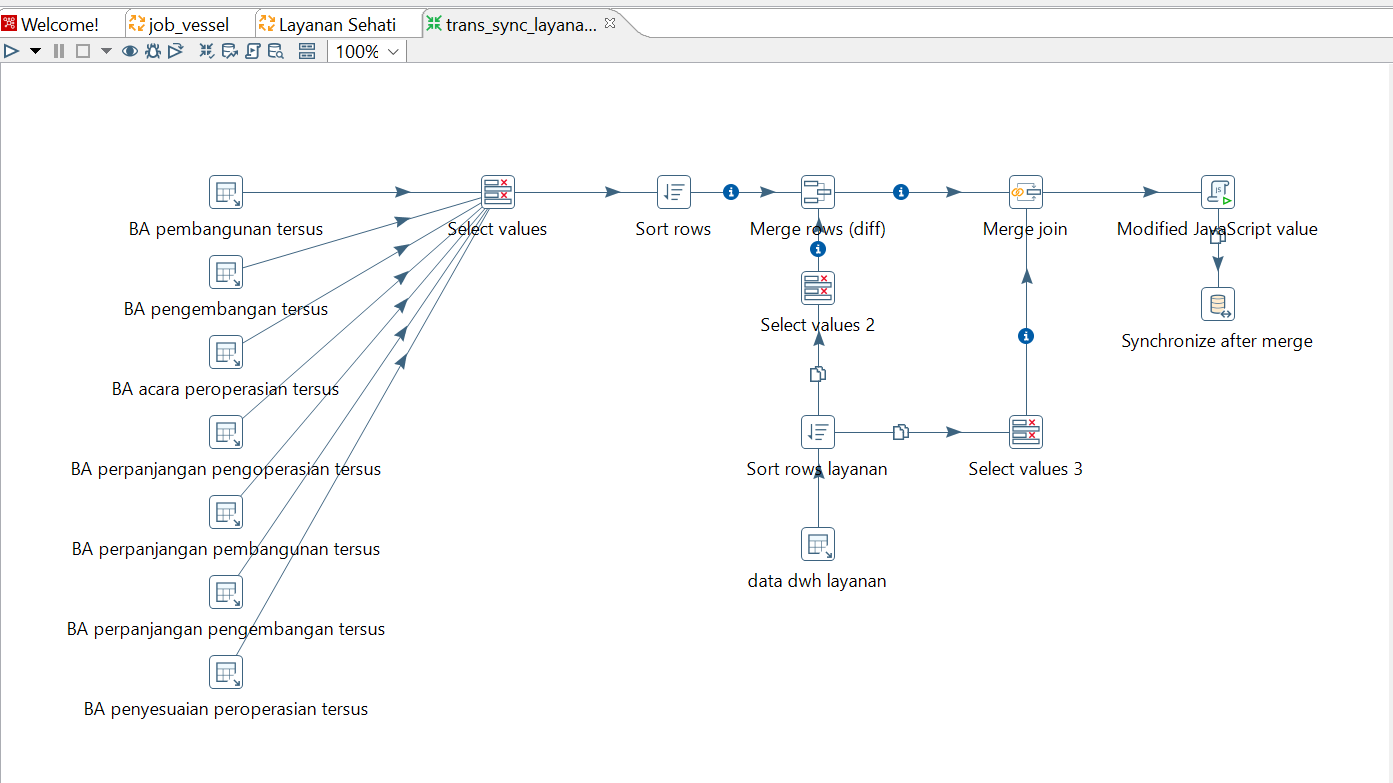 Welcome!
job_vessel
Layanan Sehati
trans_sync_layana...
100%
BA pembangunan tersus
Select values
Sort rows
Merge rows (diff)
Merge join
Modified JavaScript value
BA pengembangan tersus
Select values 2
Synchronize after merge
BA acara peroperasian tersus
BA perpanjangan pengoperasian tersus
Sort rows layanan
Select values 3
BA perpanjangan pembangunan tersus
data dwh layanan
BA perpanjangan pengembangan tersus
BA penyesuaian peroperasian tersus